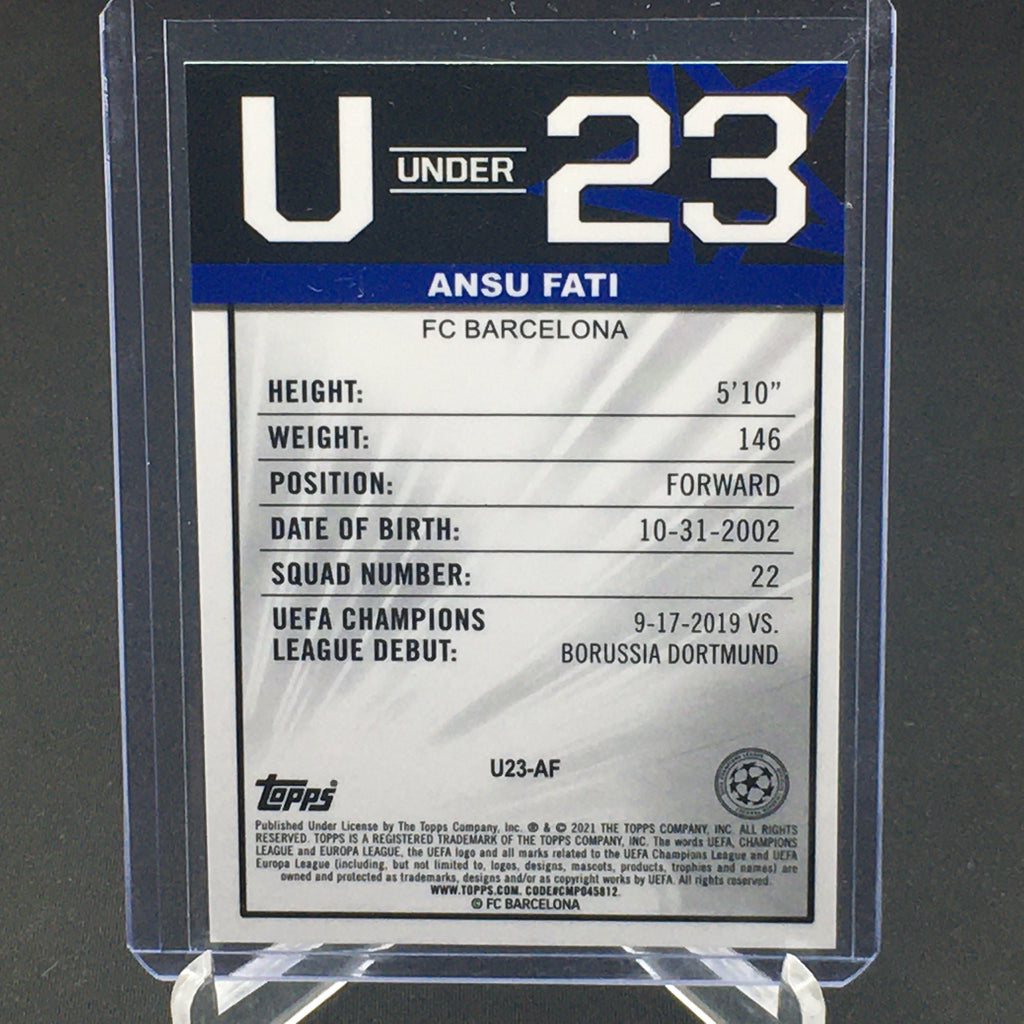 U UNDER 23
ANSU FATI
FC BARCELONA
HEIGHT: 5'10"
WEIGHT: 146
POSITION: FORWARD
DATE OF BIRTH: 10-31-2002
SQUAD NUMBER: 22
UEFA CHAMPIONS LEAGUE DEBUT: 9-17-2019 VS. BORUSSIA DORTMUND
U23-AF
Topps
Published Under License by The Topps Company, Inc. ® & © 2021 THE TOPPS COMPANY, INC. ALL RIGHTS
RESERVED. TOPPS IS A REGISTERED TRADEMARK OF THE TOPPS COMPANY, INC. The words UEFA, CHAMPIONS
LEAGUE and EUROPA LEAGUE, the UEFA logo and all marks related to the UEFA Champions League and UEFA
Europa League (including, but not limited to, logos, designs, mascots, products, trophies and names) are
owned and protected as trademarks, designs and/or as copyright works by UEFA. All rights reserved.
WWW.TOPPS.COM. CODE#CMP045812
© FC BARCELONA